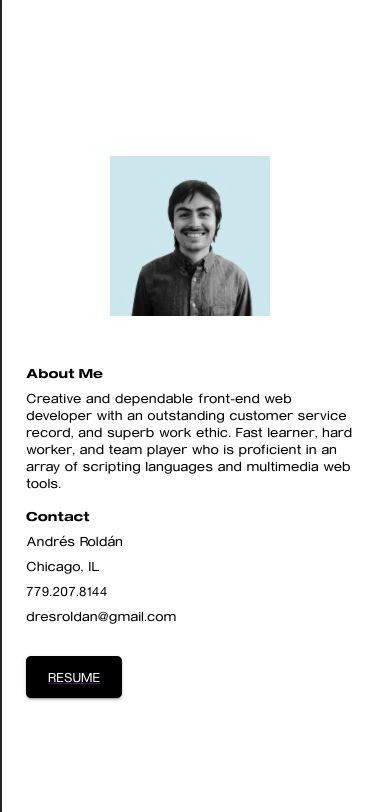 About Me
Creative and dependable front-end web
developer with an outstanding customer service
record, and superb work ethic. Fast learner, hard
worker, and team player who is proficient in an
array of scripting languages and multimedia web
tools.
Contact
Andrés Roldán
Chicago, IL
779.207.8144
dresroldan@gmail.com
RESUME